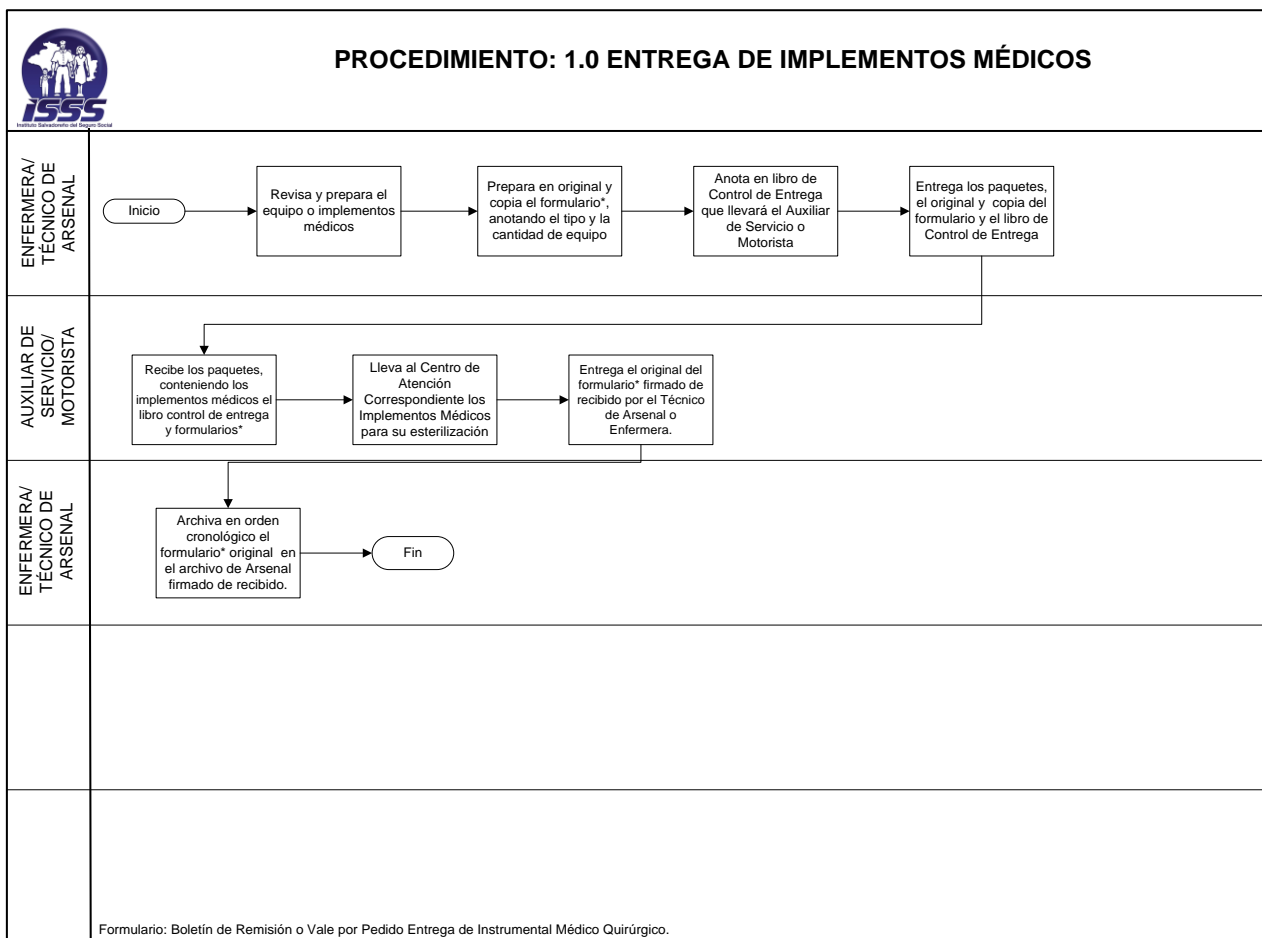 PROCEDIMIENTO: 1.0 ENTREGA DE IMPLEMENTOS MÉDICOS
ISSS
Instituto Salvadoreño del Seguro Social
ENFERMERA/
TÉCNICO DE
ARSENAL
Inicio
Revisa y prepara el
equipo o implementos
médicos
Prepara en original y
copia el formulario*,
anotando el tipo y la
cantidad de equipo
Anota en libro de
Control de Entrega
que llevará el Auxiliar
de Servicio o
Motorista
Entrega los paquetes,
el original y copia del
formulario y el libro de
Control de Entrega
AUXILIAR DE
SERVICIO/
MOTORISTA
Recibe los paquetes,
conteniendo los
implementos médicos el
libro control de entrega
y formularios*
Lleva al Centro de
Atención
Correspondiente los
Implementos Médicos
para su esterilización
Entrega el original del
formulario* firmado de
recibido por el Técnico
de Arsenal o
Enfermera.
ENFERMERA/
TÉCNICO DE
ARSENAL
Archiva en orden
cronológico el
formulario* original en
el archivo de Arsenal
firmado de recibido.
Fin
Formulario: Boletín de Remisión o Vale por Pedido Entrega de Instrumental Médico Quirúrgico.